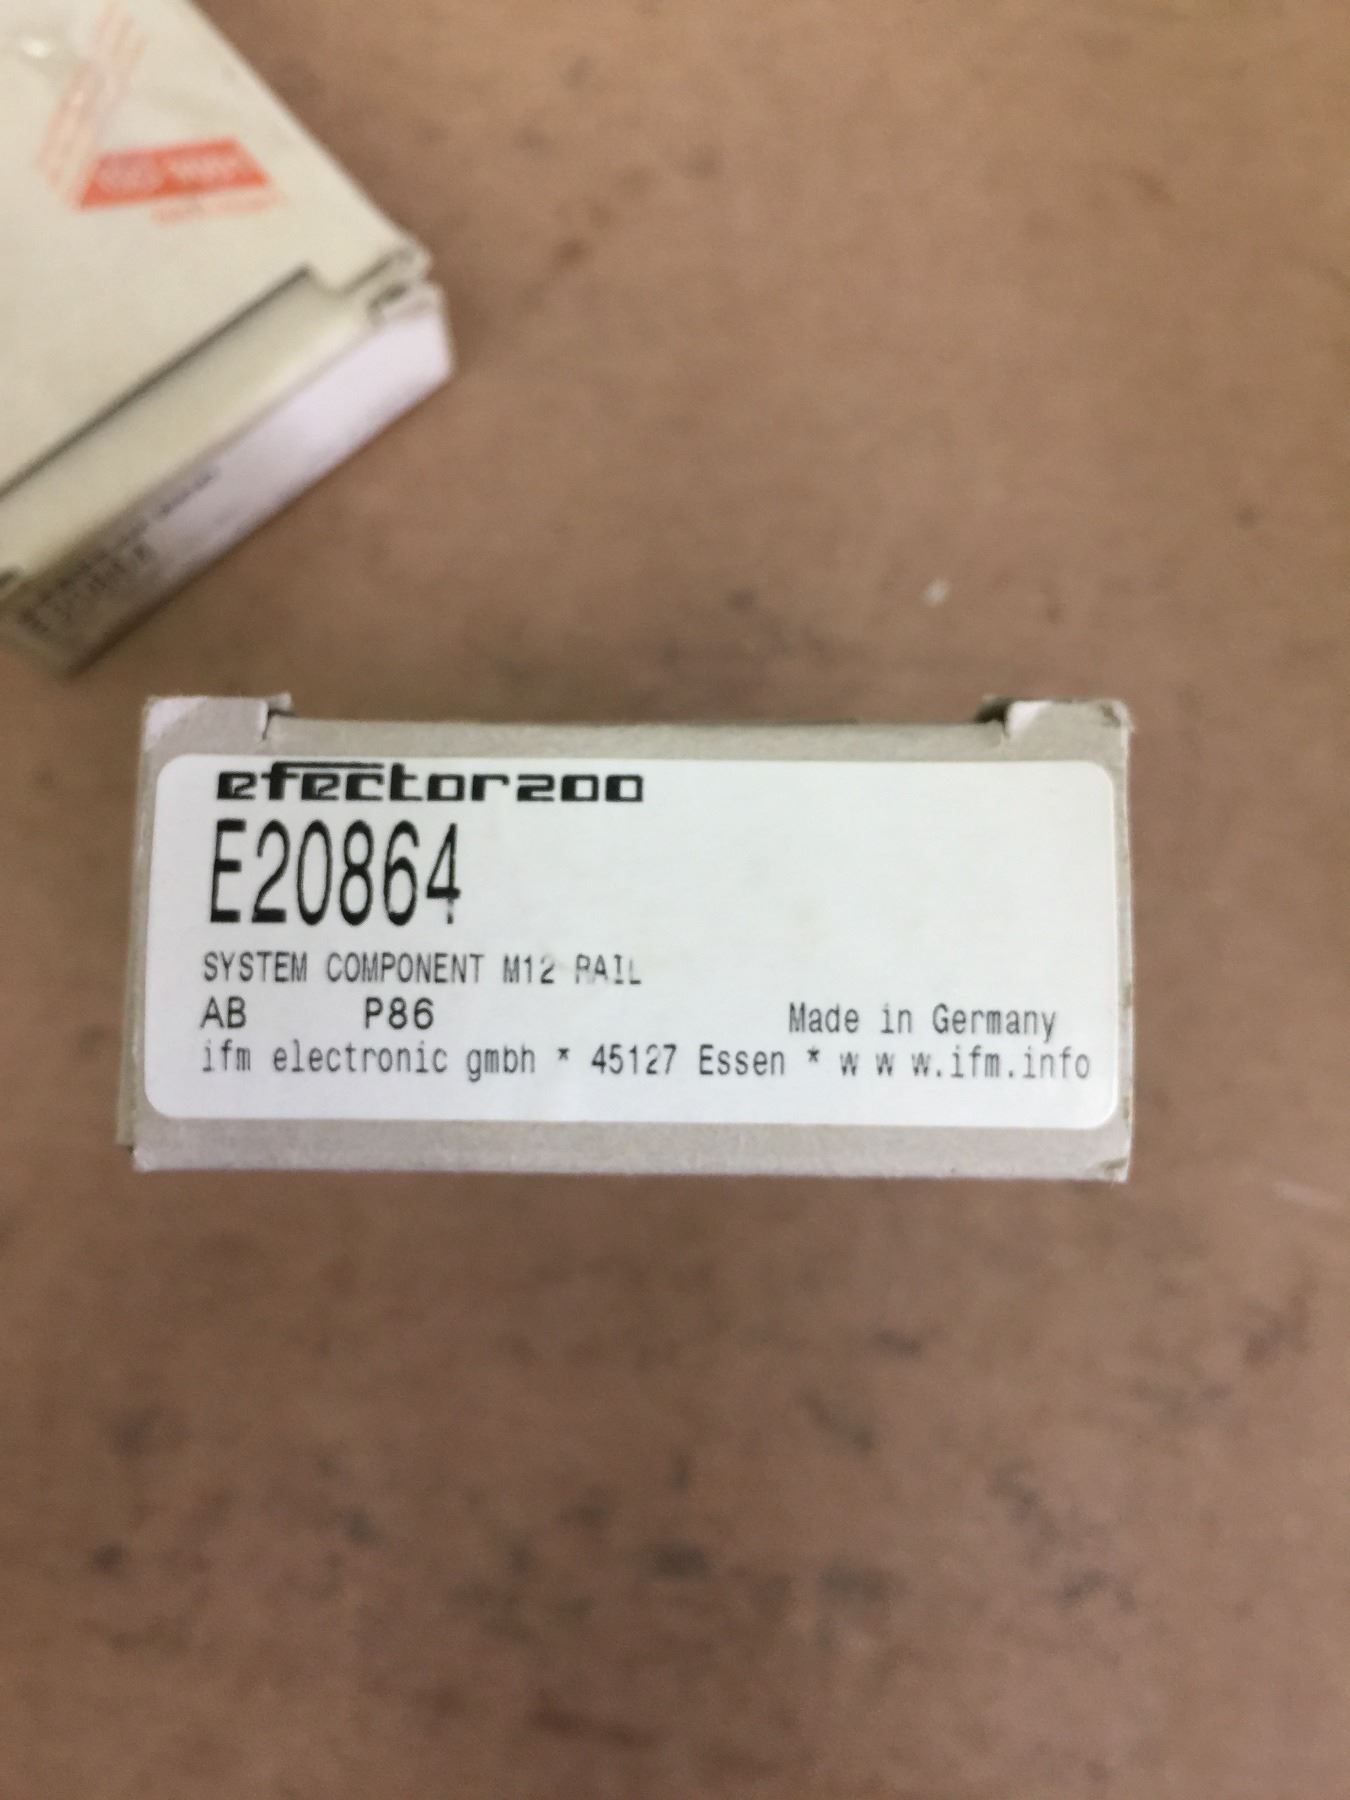 efector200
E20864
SYSTEM COMPONENT M12 RAIL
AB P86 Made in Germany
ifm electronic gmbh * 45127 Essen * w w w.ifm.info